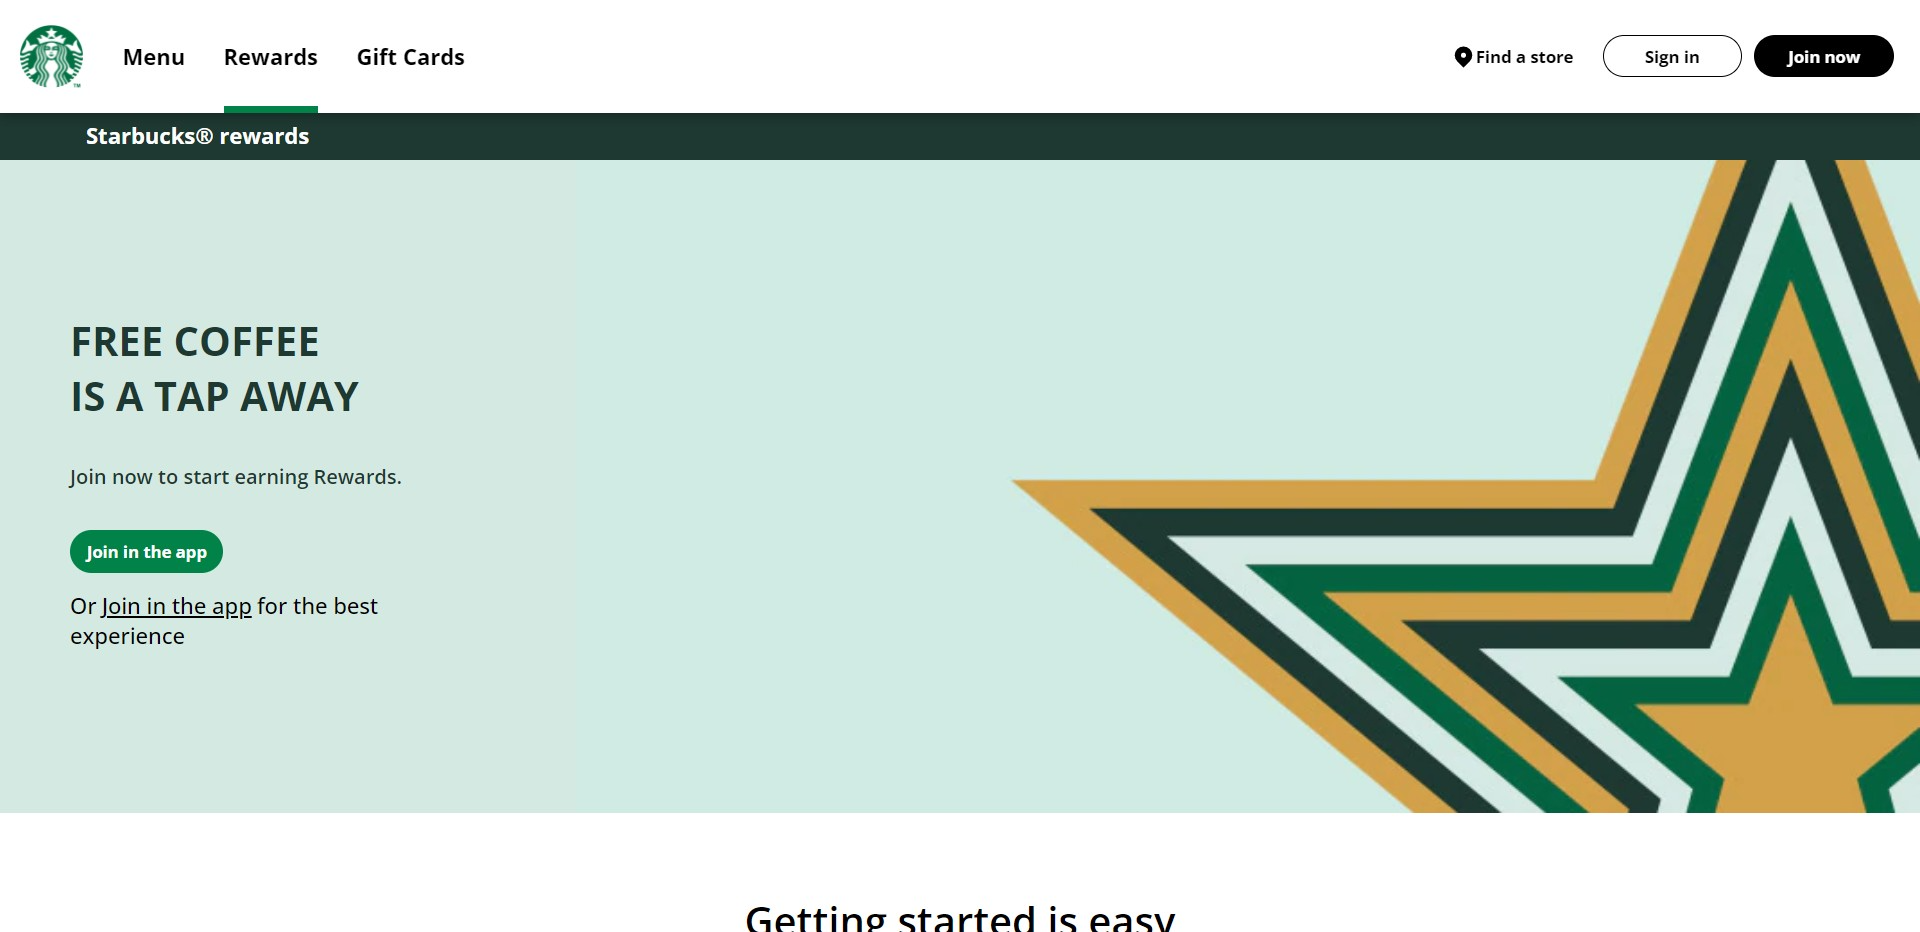 Menu
Rewards
Gift Cards
Find a store
Sign in
Join now
TM
Starbucks® rewards
FREE COFFEE
IS A TAP AWAY
Join now to start earning Rewards.
Join in the app
Or Join in the app for the best
experience
Getting started is easy